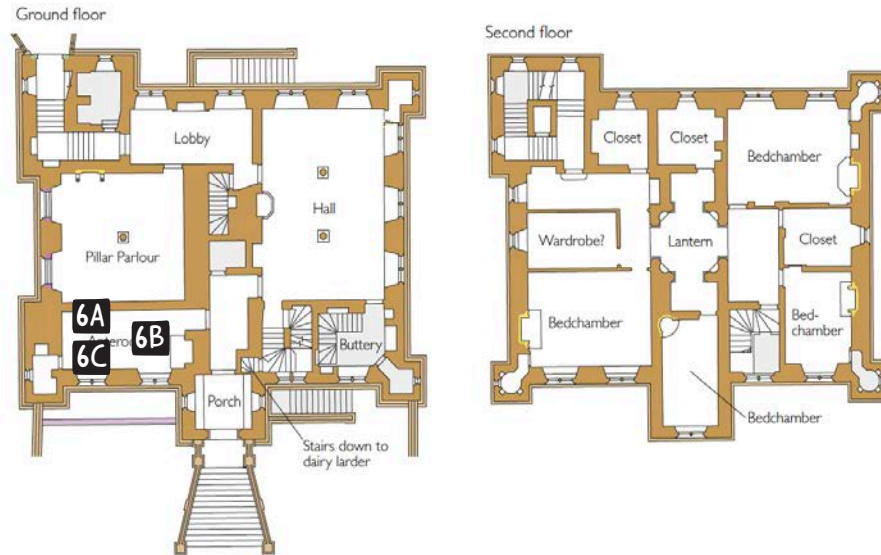 Ground floor
Second floor
Lobby
Closet
Closet
Bedchamber
Hall
Pillar Parlour
Wardrobe?
Lantern
Closet
6A
6B
6C
Bedchamber
Bed-
chamber
Buttery
Porch
Bedchamber
Stairs down to
dairy larder